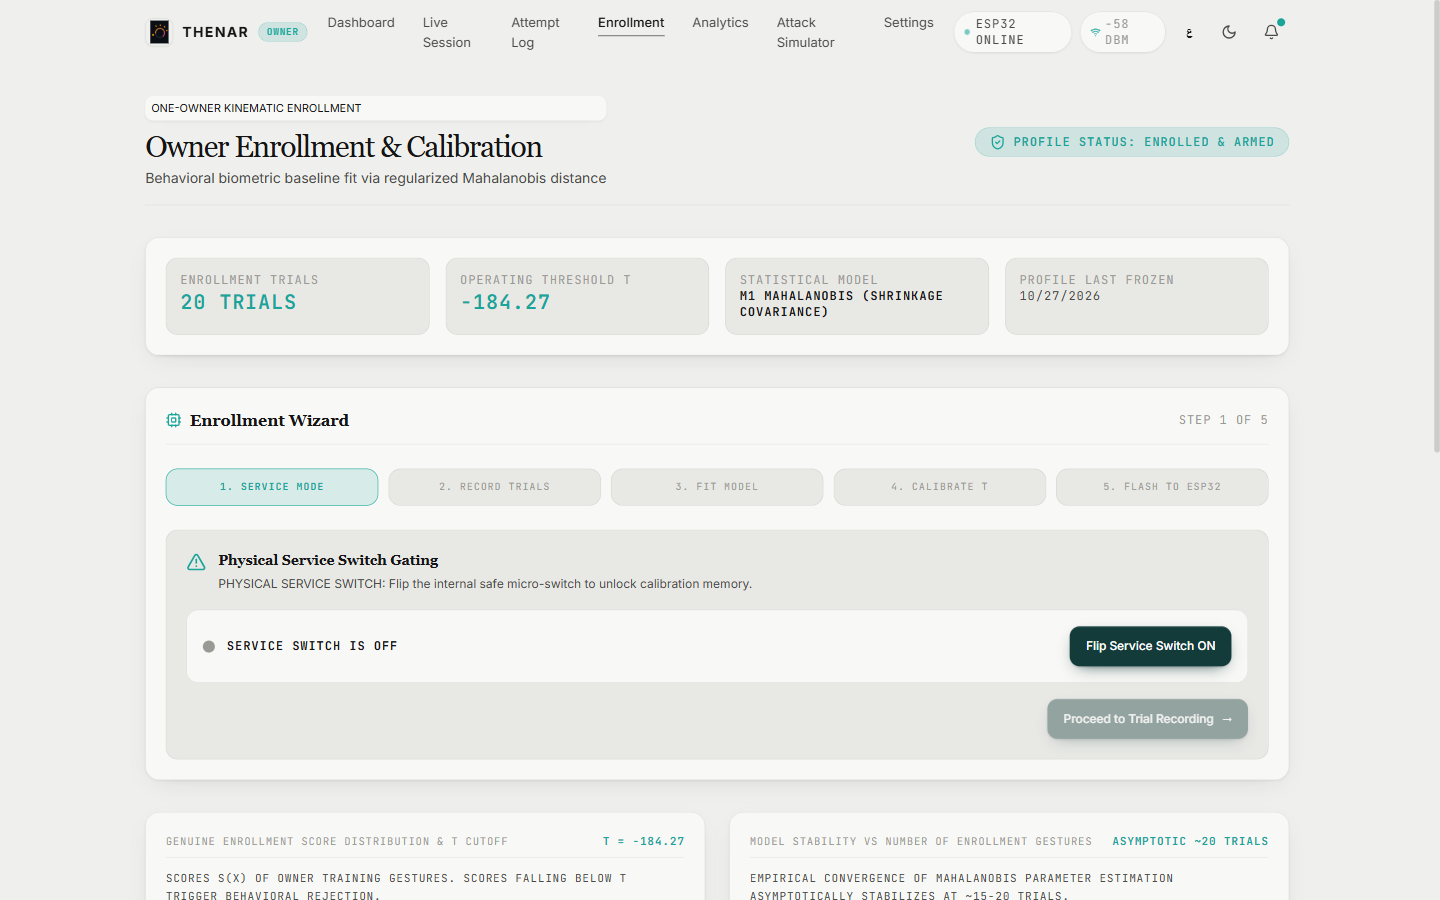 THENAR
OWNER
Dashboard
Live
Session
Attempt
Log
Enrollment
Analytics
Attack
Simulator
Settings
ESP32
ONLINE
-58
DBM
ع
ONE-OWNER KINEMATIC ENROLLMENT
Owner Enrollment & Calibration
Behavioral biometric baseline fit via regularized Mahalanobis distance
PROFILE STATUS: ENROLLED & ARMED
ENROLLMENT TRIALS
20 TRIALS
OPERATING THRESHOLD T
-184.27
STATISTICAL MODEL
M1 MAHALANOBIS (SHRINKAGE
COVARIANCE)
PROFILE LAST FROZEN
10/27/2026
Enrollment Wizard
STEP 1 OF 5
1. SERVICE MODE
2. RECORD TRIALS
3. FIT MODEL
4. CALIBRATE T
5. FLASH TO ESP32
Physical Service Switch Gating
PHYSICAL SERVICE SWITCH: Flip the internal safe micro-switch to unlock calibration memory.
SERVICE SWITCH IS OFF
Flip Service Switch ON
Proceed to Trial Recording →
GENUINE ENROLLMENT SCORE DISTRIBUTION & T CUTOFF
T = -184.27
SCORES S(X) OF OWNER TRAINING GESTURES. SCORES FALLING BELOW T
TRIGGER BEHAVIORAL REJECTION.
MODEL STABILITY VS NUMBER OF ENROLLMENT GESTURES
ASYMPTOTIC ~20 TRIALS
EMPIRICAL CONVERGENCE OF MAHALANOBIS PARAMETER ESTIMATION
ASYMPTOTICALLY STABILIZES AT ~15-20 TRIALS.